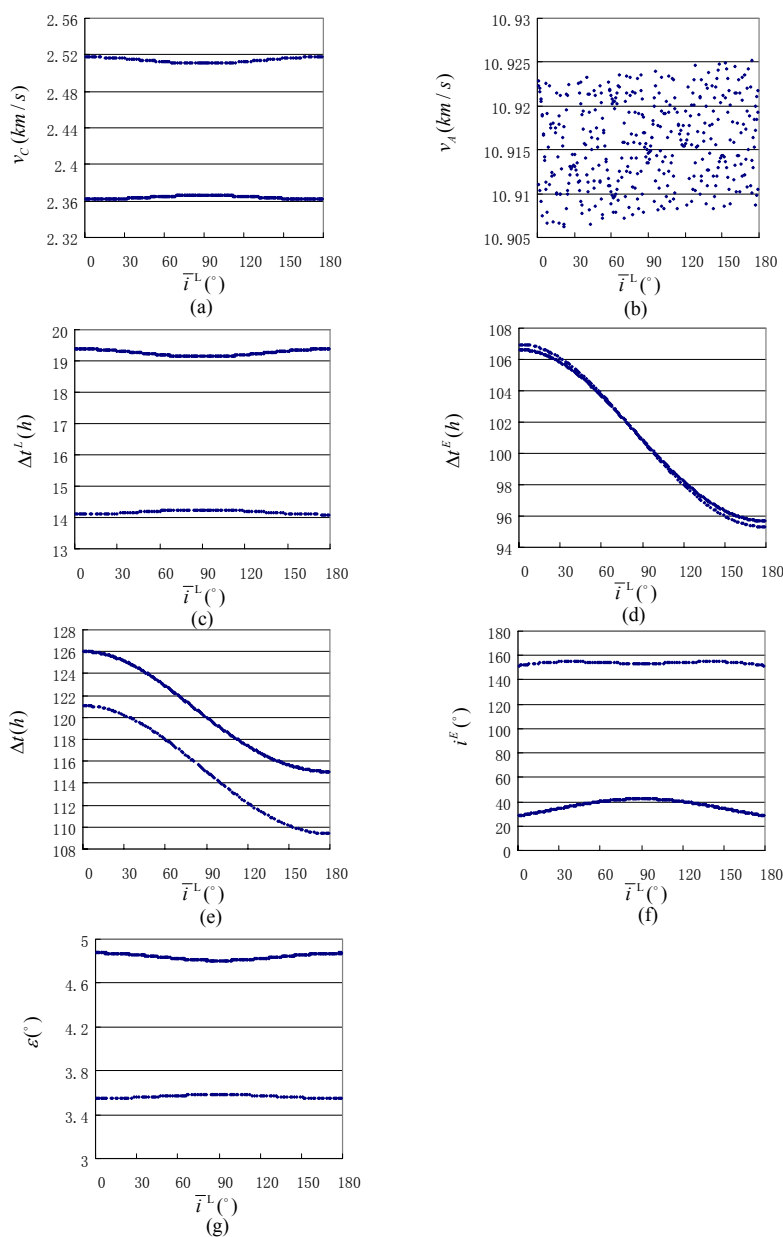 2.56
2.52
2.48
2.44
2.4
2.36
2.32
v_C (km/s)
0 30 60 90 120 150 180
i̅ᴸ(°)
(a)
10.93
10.925
10.92
10.915
10.91
10.905
v_A (km/s)
0 30 60 90 120 150 180
i̅ᴸ(°)
(b)
20
19
18
17
16
15
14
13
Δt^L (h)
0 30 60 90 120 150 180
i̅ᴸ(°)
(c)
108
106
104
102
100
98
96
94
Δt^E (h)
0 30 60 90 120 150 180
i̅ᴸ(°)
(d)
128
126
124
122
120
118
116
114
112
110
108
Δt(h)
0 30 60 90 120 150 180
i̅ᴸ(°)
(e)
180
160
140
120
100
80
60
40
20
0
i^E (°)
0 30 60 90 120 150 180
i̅ᴸ(°)
(f)
5
4.6
4.2
3.8
3.4
3
ε(°)
0 30 60 90 120 150 180
i̅ᴸ(°)
(g)